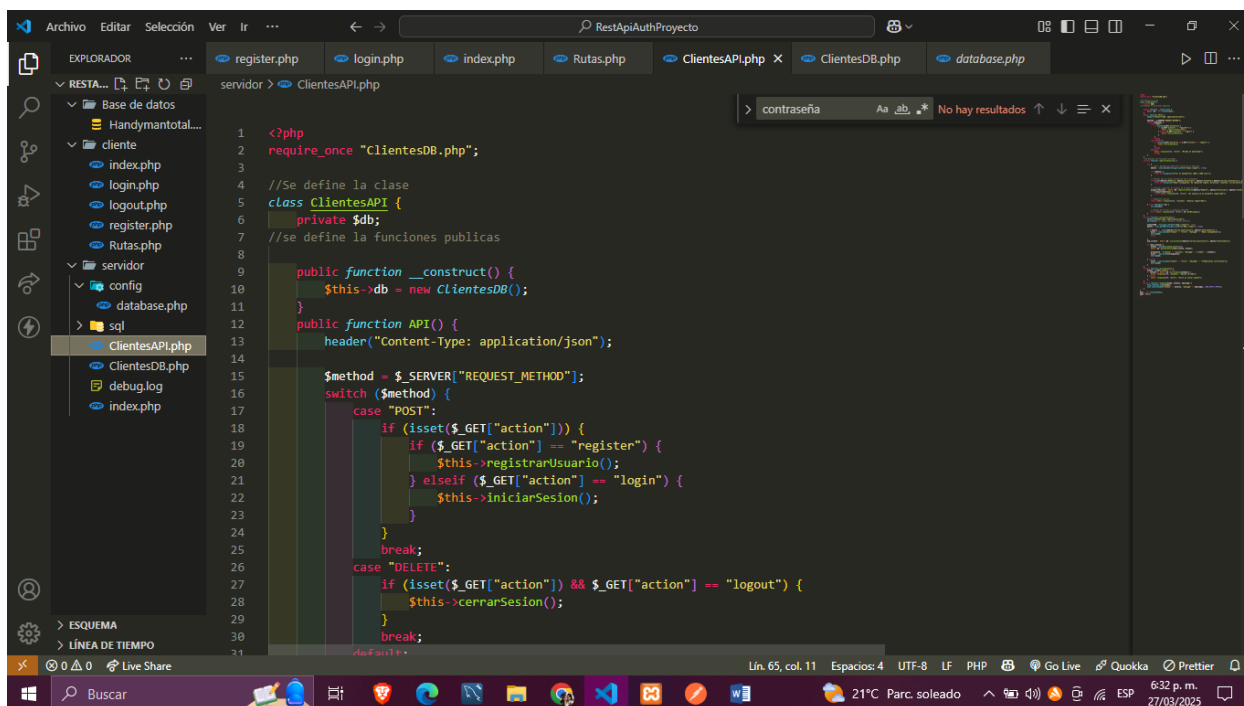 Archivo Editar Selección Ver Ir ··· RestApiAuthProyecto
EXPLORADOR ···
register.php login.php index.php Rutas.php ClientesAPI.php ClientesDB.php database.php
RESTA...
servidor > ClientesAPI.php
Base de datos
Handymantotal....
cliente
index.php
login.php
logout.php
register.php
Rutas.php
servidor
config
database.php
sql
ClientesAPI.php
ClientesDB.php
debug.log
index.php
ESQUEMA
LÍNEA DE TIEMPO
contraseña Aa ab .* No hay resultados
1 <?php
2 require_once "ClientesDB.php";
3
4 //Se define la clase
5 class ClientesAPI {
6 private $db;
7 //se define la funciones publicas
8
9 public function __construct() {
10 $this->db = new ClientesDB();
11 }
12 public function API() {
13 header("Content-Type: application/json");
14
15 $method = $_SERVER["REQUEST_METHOD"];
16 switch ($method) {
17 case "POST":
18 if (isset($_GET["action"])) {
19 if ($_GET["action"] == "register") {
20 $this->registrarUsuario();
21 } elseif ($_GET["action"] == "login") {
22 $this->iniciarSesion();
23 }
24 }
25 break;
26 case "DELETE":
27 if (isset($_GET["action"]) && $_GET["action"] == "logout") {
28 $this->cerrarSesion();
29 }
30 break;
31 default:
0 0 Live Share Lín. 65, col. 11 Espacios: 4 UTF-8 LF PHP Go Live Quokka Prettier
Buscar 21°C Parc. soleado ESP 6:32 p. m.
27/03/2025